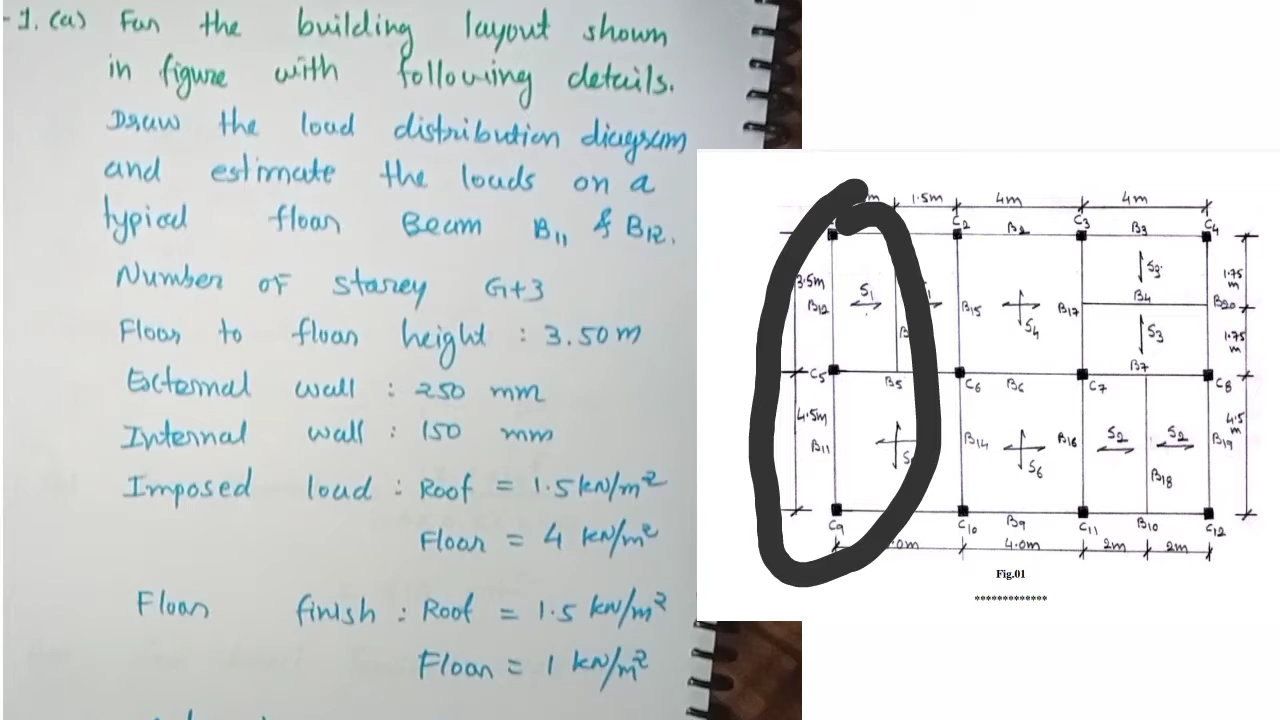 1. (a) For the building layout shown
in figure with following details.
Draw the load distribution diagram
and estimate the loads on a
typical floor Beam B11 & B12.
Number of storey G+3
Floor to floor height : 3.50 m
External wall : 250 mm
Internal wall : 150 mm
Imposed load : Roof = 1.5 kN/m²
Floor = 4 kN/m²
Floor finish : Roof = 1.5 kN/m²
Floor = 1 kN/m²
m 1.5m 4m 4m
C2 B2 C3 B3 C4
3.5m S1 S3 1.75 m
B12 B15 S4 B17 B4 B20
S3 1.75 m
B7
C5 B5 C6 B6 C7 C8
4.5m S2 S2 4.5 m
B11 B14 S6 B16 B19
B18
C9 C10 B9 C11 B10 C12
.0m 4.0m 2m 2m
Fig.01
*************